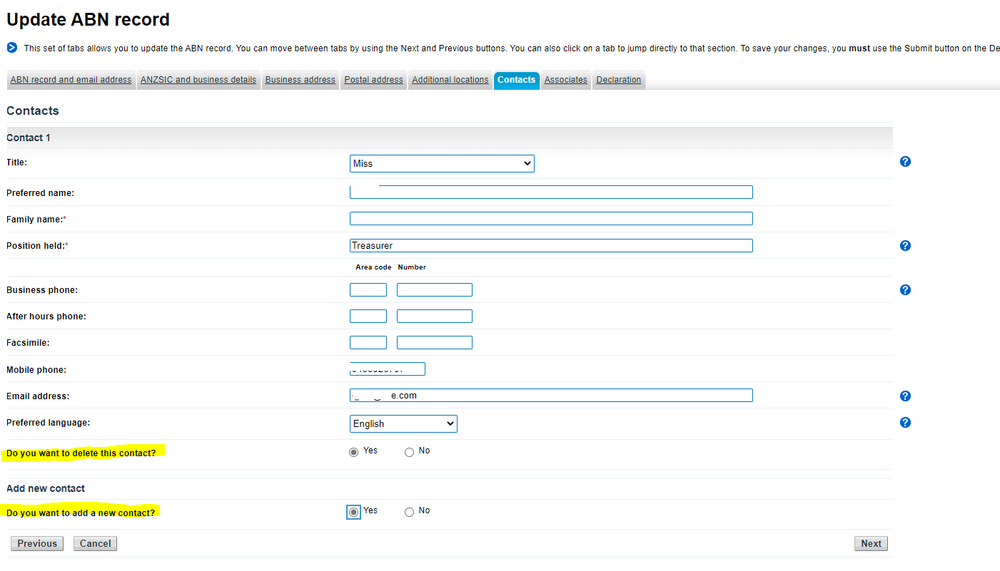 Update ABN record
This set of tabs allows you to update the ABN record. You can move between tabs by using the Next and Previous buttons. You can also click on a tab to jump directly to that section. To save your changes, you must use the Submit button on the De
ABN record and email address ANZSIC and business details Business address Postal address Additional locations Contacts Associates Declaration
Contacts
Contact 1
Title: Miss
Preferred name:
Family name:*
Position held:* Treasurer
Area code Number
Business phone:
After hours phone:
Facsimile:
Mobile phone:
Email address: e.com
Preferred language: English
Do you want to delete this contact? Yes No
Add new contact
Do you want to add a new contact? Yes No
Previous Cancel Next